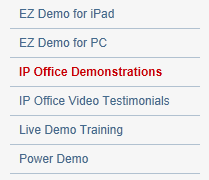 EZ Demo for iPad
EZ Demo for PC
IP Office Demonstrations
IP Office Video Testimonials
Live Demo Training
Power Demo